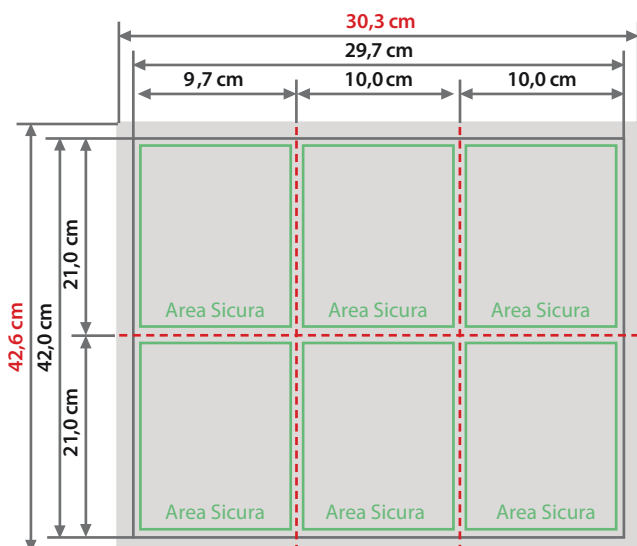 30,3 cm
29,7 cm
9,7 cm 10,0 cm 10,0 cm
42,6 cm
42,0 cm
21,0 cm
21,0 cm
Area Sicura Area Sicura Area Sicura
Area Sicura Area Sicura Area Sicura